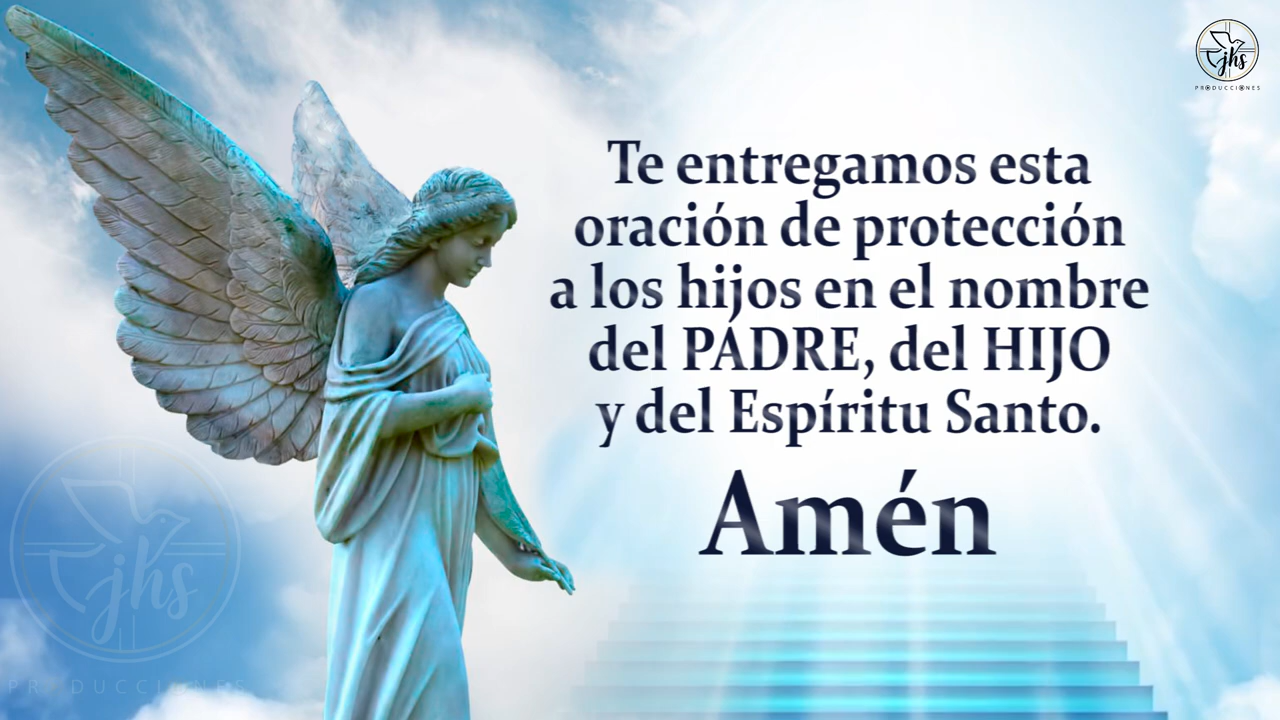 jhs
PRODUCCIONES
Te entregamos esta
oración de protección
a los hijos en el nombre
del PADRE, del HIJO
y del Espíritu Santo.
Amén
jhs
PRODUCCIONES